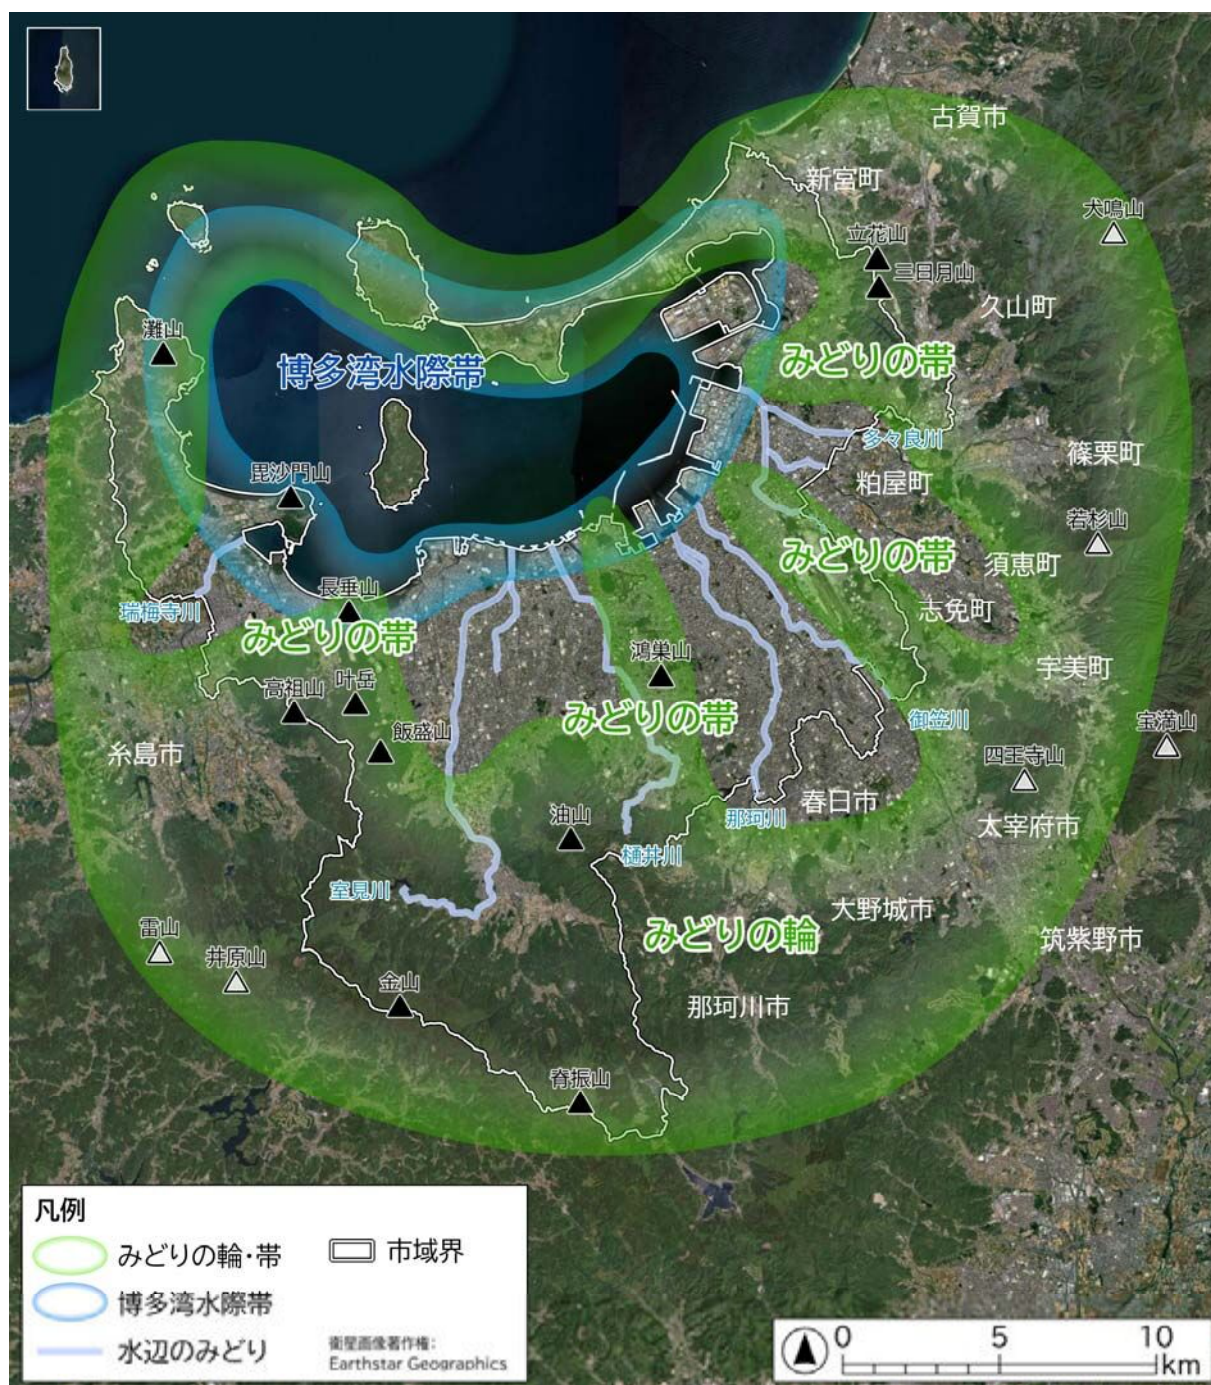 古賀市
新宮町
犬鳴山
立花山
三日月山
久山町
灘山
博多湾水際帯
みどりの帯
多々良川
篠栗町
毘沙門山
粕屋町
若杉山
みどりの帯
須恵町
長垂山
瑞梅寺川
志免町
みどりの帯
鴻巣山
宇美町
高祖山
叶岳
みどりの帯
御笠川
宝満山
飯盛山
糸島市
四王寺山
春日市
油山
那珂川
太宰府市
樋井川
室見川
大野城市
雷山
みどりの輪
筑紫野市
井原山
金山
那珂川市
脊振山
凡例
みどりの輪・帯
市域界
博多湾水際帯
水辺のみどり
衛星画像著作権:
Earthstar Geographics
0 5 10
km